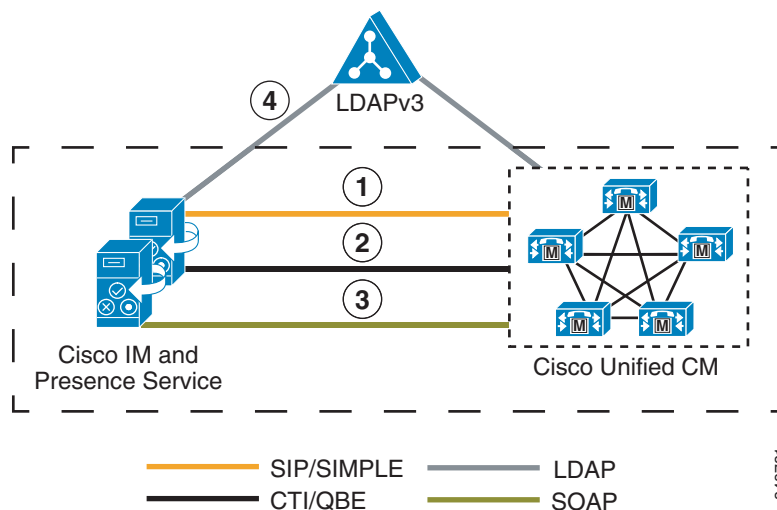 LDAPv3
4
1
2
3
M
M
M
M
M
Cisco IM and
Presence Service
Cisco Unified CM
SIP/SIMPLE
LDAP
CTI/QBE
SOAP